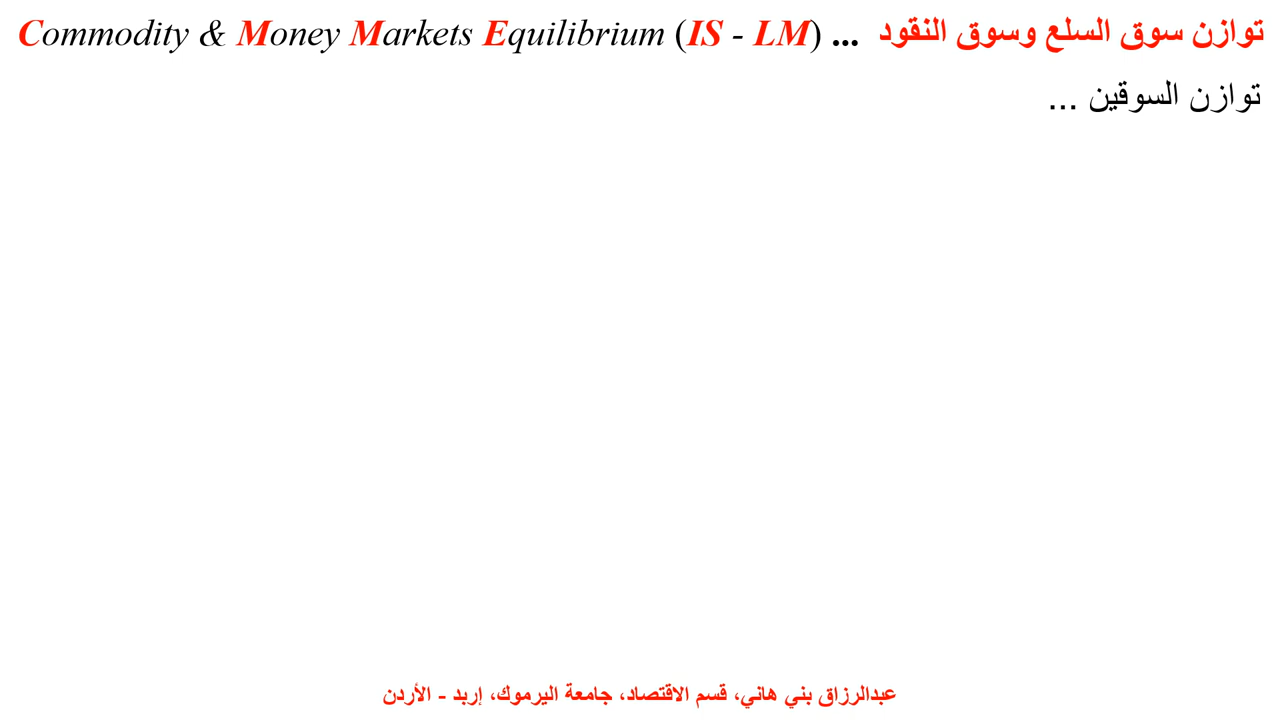 توازن سوق السلع وسوق النقود ... Commodity & Money Markets Equilibrium (IS - LM)
توازن السوقين ...
عبدالرزاق بني هاني، قسم الاقتصاد، جامعة اليرموك، إربد - الأردن